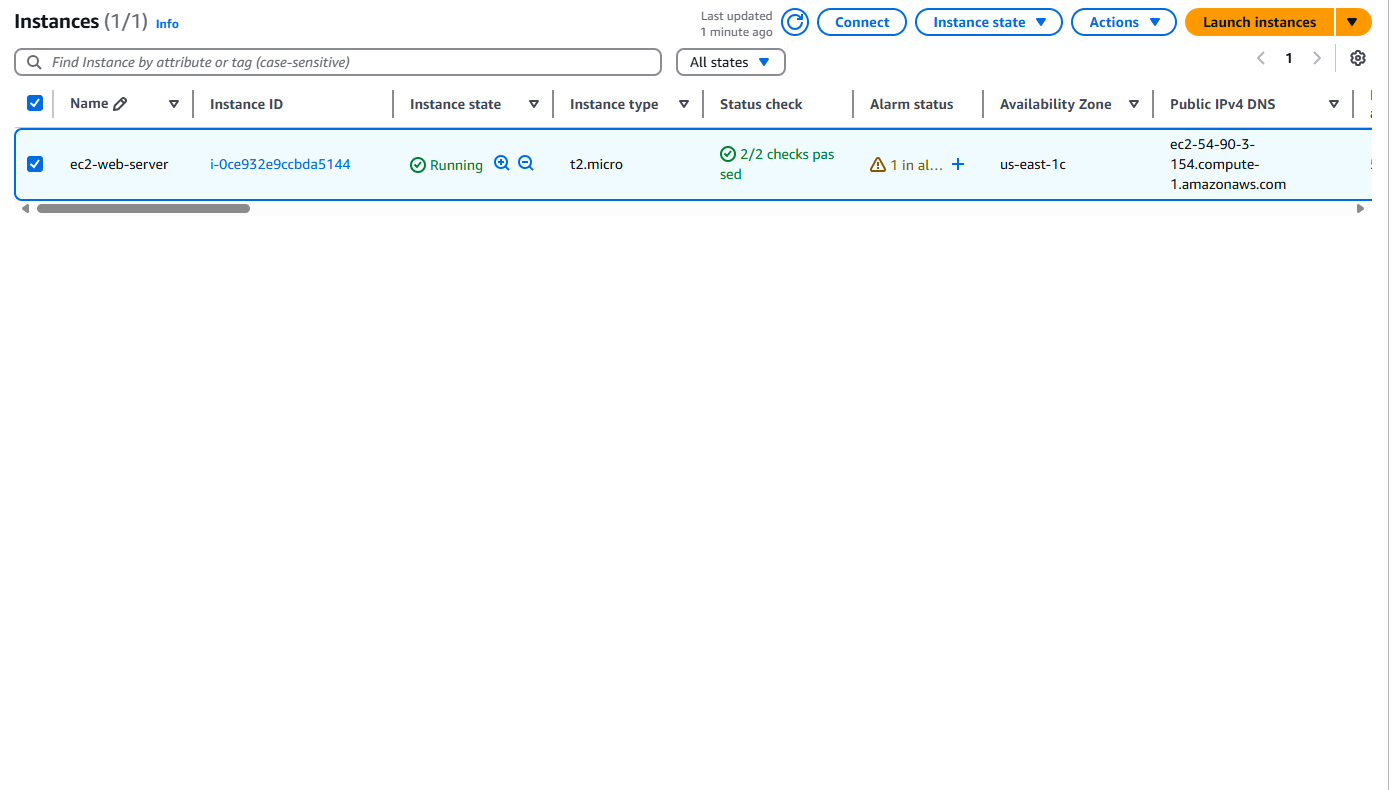 Instances (1/1) Info
Last updated
1 minute ago
Connect
Instance state
Actions
Launch instances
Find Instance by attribute or tag (case-sensitive)
All states
1
Name
Instance ID
Instance state
Instance type
Status check
Alarm status
Availability Zone
Public IPv4 DNS
ec2-web-server
i-0ce932e9ccbda5144
Running
t2.micro
2/2 checks pas
sed
1 in al...
us-east-1c
ec2-54-90-3-
154.compute-
1.amazonaws.com